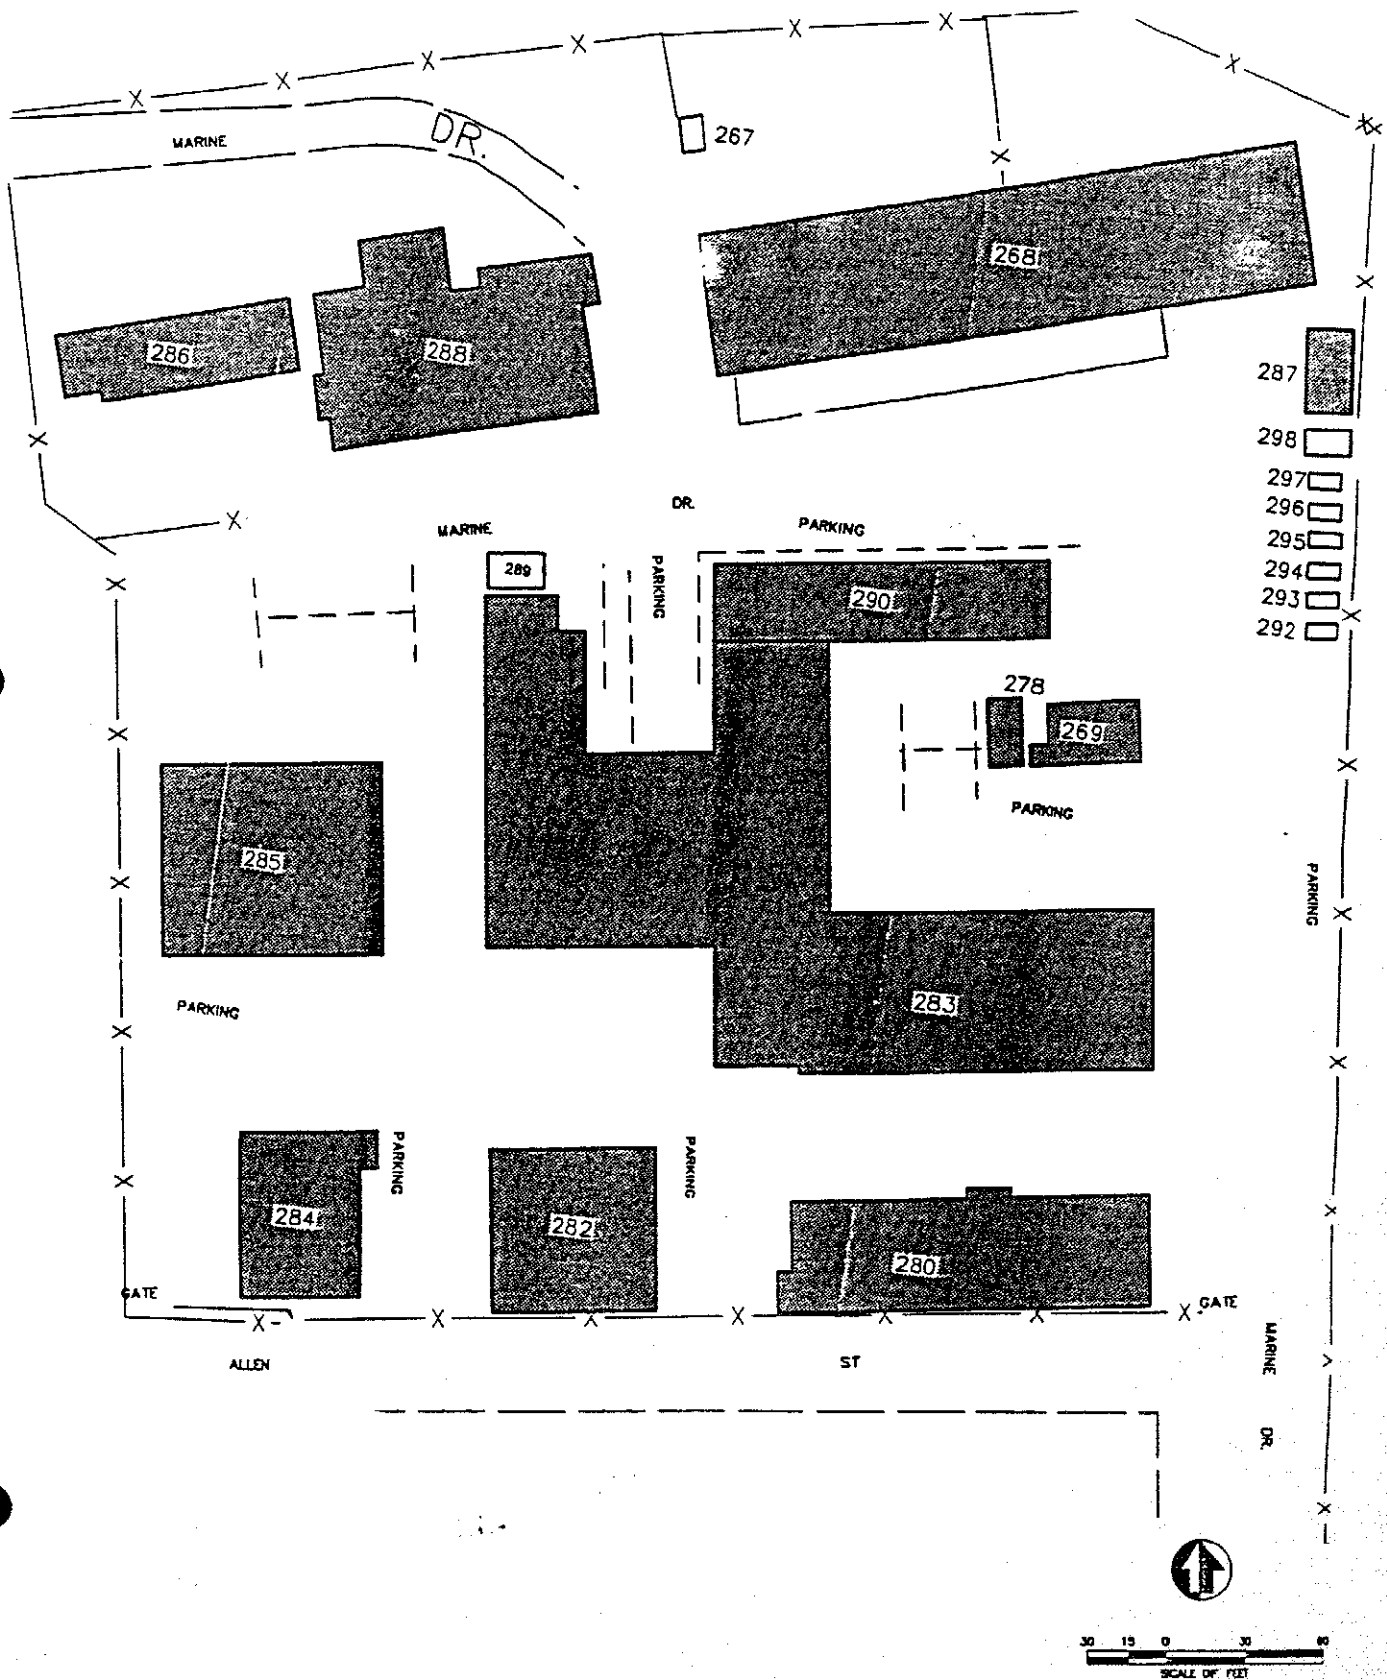 MARINE
DR.
267
268
286
288
287
298
297
296
295
294
293
292
DR.
MARINE
PARKING
289
PARKING
290
278
269
PARKING
285
PARKING
283
PARKING
PARKING
PARKING
284
282
280
GATE
GATE
ALLEN
ST
MARINE
DR.
30 15 0 30 60
SCALE OF FEET